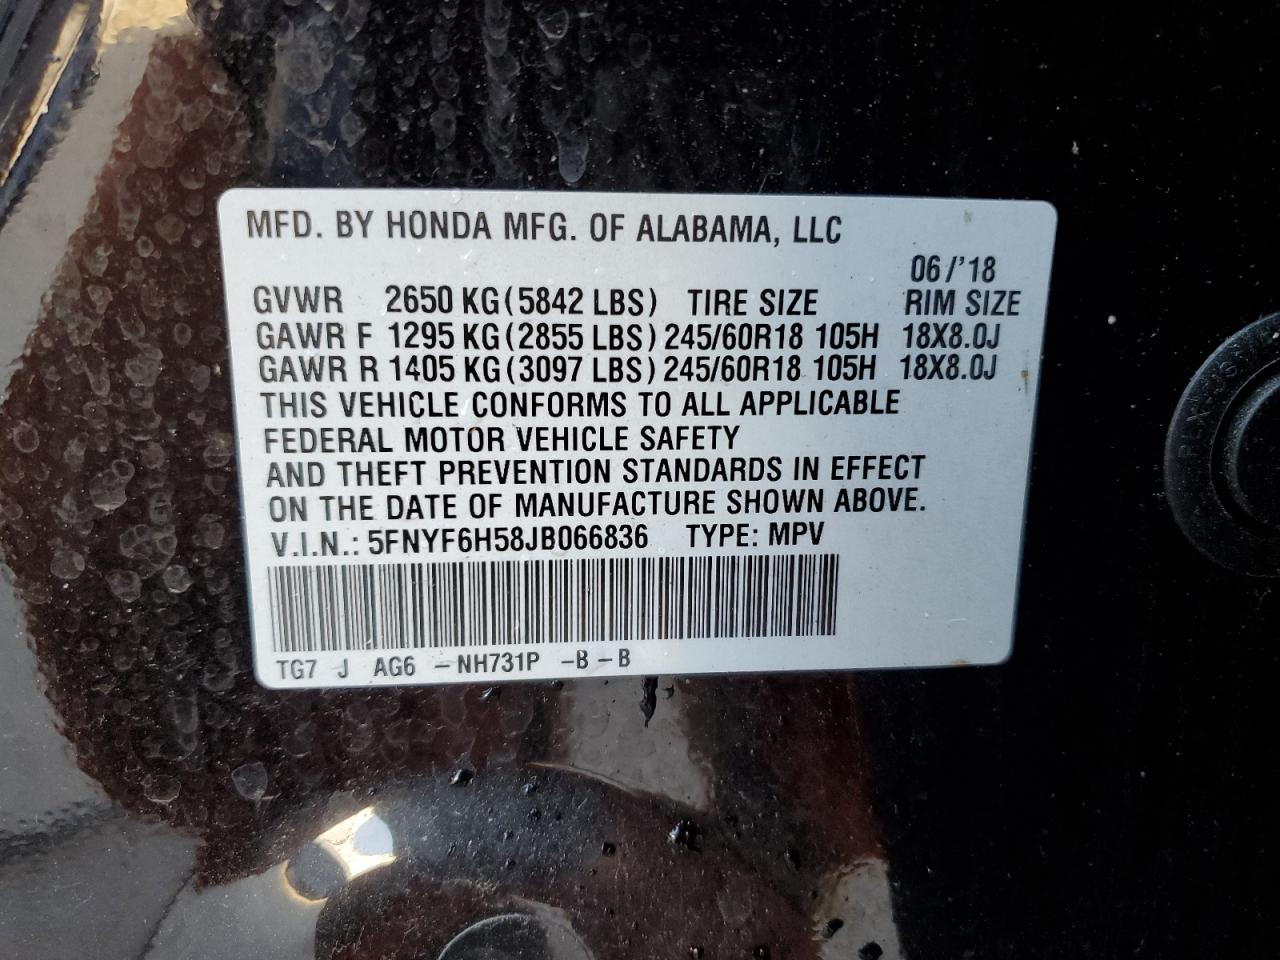 MFD. BY HONDA MFG. OF ALABAMA, LLC
06/'18
GVWR 2650 KG(5842 LBS) TIRE SIZE RIM SIZE
GAWR F 1295 KG(2855 LBS) 245/60R18 105H 18X8.0J
GAWR R 1405 KG(3097 LBS) 245/60R18 105H 18X8.0J
THIS VEHICLE CONFORMS TO ALL APPLICABLE
FEDERAL MOTOR VEHICLE SAFETY
AND THEFT PREVENTION STANDARDS IN EFFECT
ON THE DATE OF MANUFACTURE SHOWN ABOVE.
V.I.N.: 5FNYF6H58JB066836 TYPE: MPV
TG7 J AG6 –NH731P –B–B